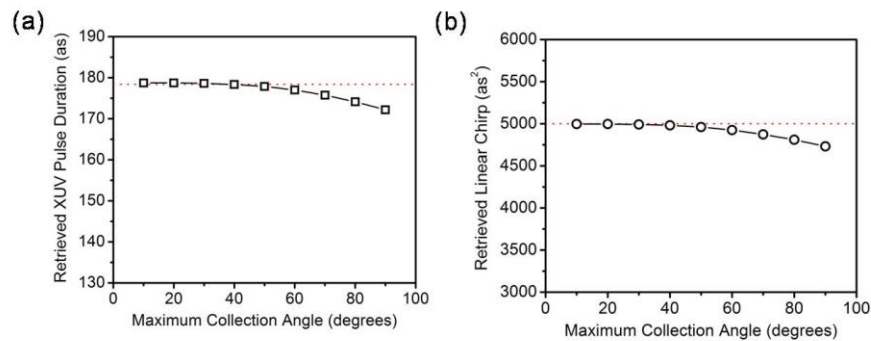 (a)
190
180
170
160
150
140
130
0 20 40 60 80 100
Retrieved XUV Pulse Duration (as)
Maximum Collection Angle (degrees)
(b)
6000
5500
5000
4500
4000
3500
3000
0 20 40 60 80 100
Retrieved Linear Chirp (as²)
Maximum Collection Angle (degrees)